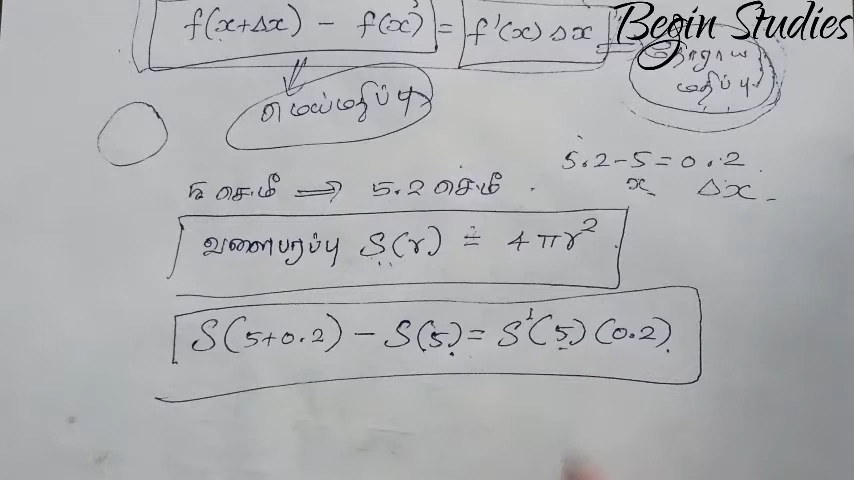 Begin Studies
f(x+Δx) - f(x) = f'(x) Δx
தோராய
மதிப்பு
மெய்மதிப்பு
5.2-5=0.2
x Δx
5 செ.மீ ⇒ 5.2 செ.மீ.
வளைபரப்பு S(r) = 4πr²
S(5+0.2) - S(5) = S'(5) (0.2)